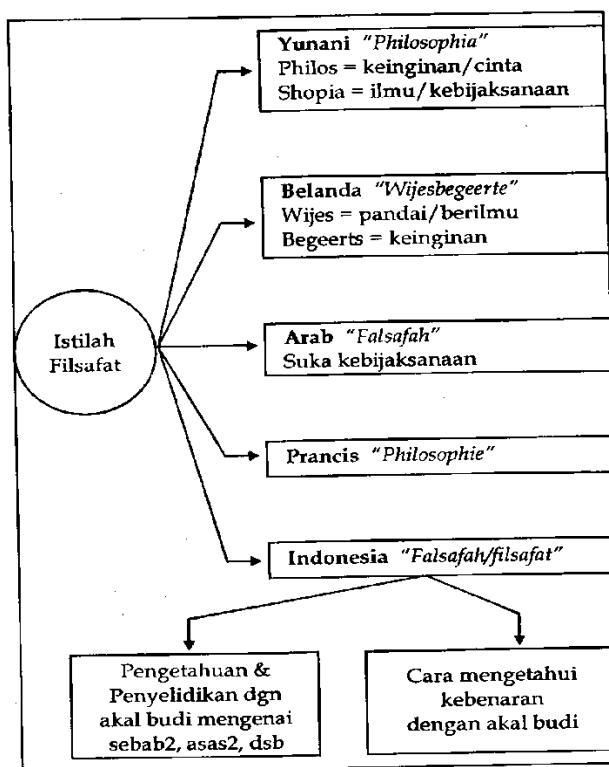 Yunani "Philosophia"
Philos = keinginan/cinta
Shopia = ilmu/kebijaksanaan
Belanda "Wijesbegeerte"
Wijes = pandai/berilmu
Begeerts = keinginan
Istilah
Filsafat
Arab "Falsafah"
Suka kebijaksanaan
Prancis "Philosophie"
Indonesia "Falsafah/filsafat"
Pengetahuan &
Penyelidikan dgn
akal budi mengenai
sebab2, asas2, dsb
Cara mengetahui
kebenaran
dengan akal budi